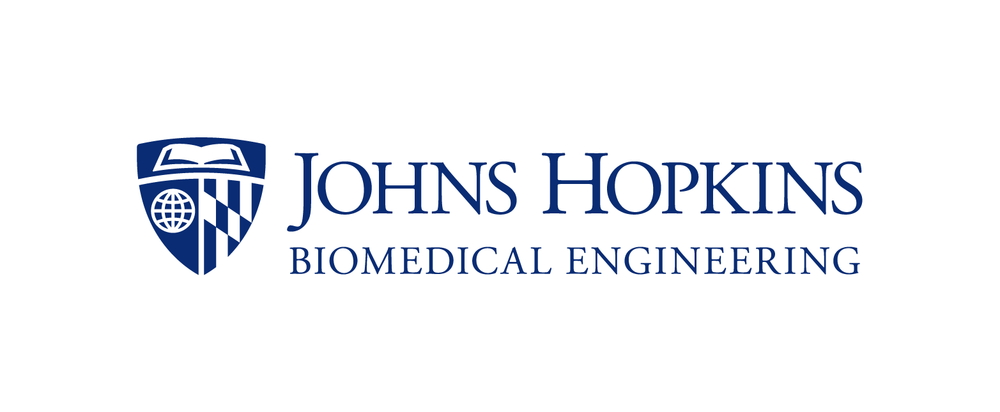 JOHNS HOPKINS
BIOMEDICAL ENGINEERING